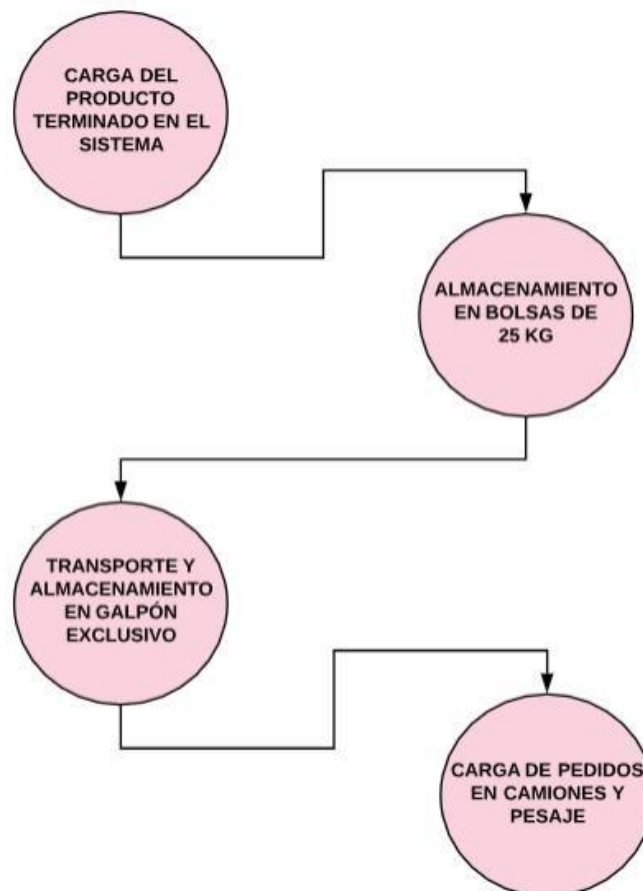 CARGA DEL
PRODUCTO
TERMINADO EN EL
SISTEMA
ALMACENAMIENTO
EN BOLSAS DE
25 KG
TRANSPORTE Y
ALMACENAMIENTO
EN GALPÓN
EXCLUSIVO
CARGA DE PEDIDOS
EN CAMIONES Y
PESAJE